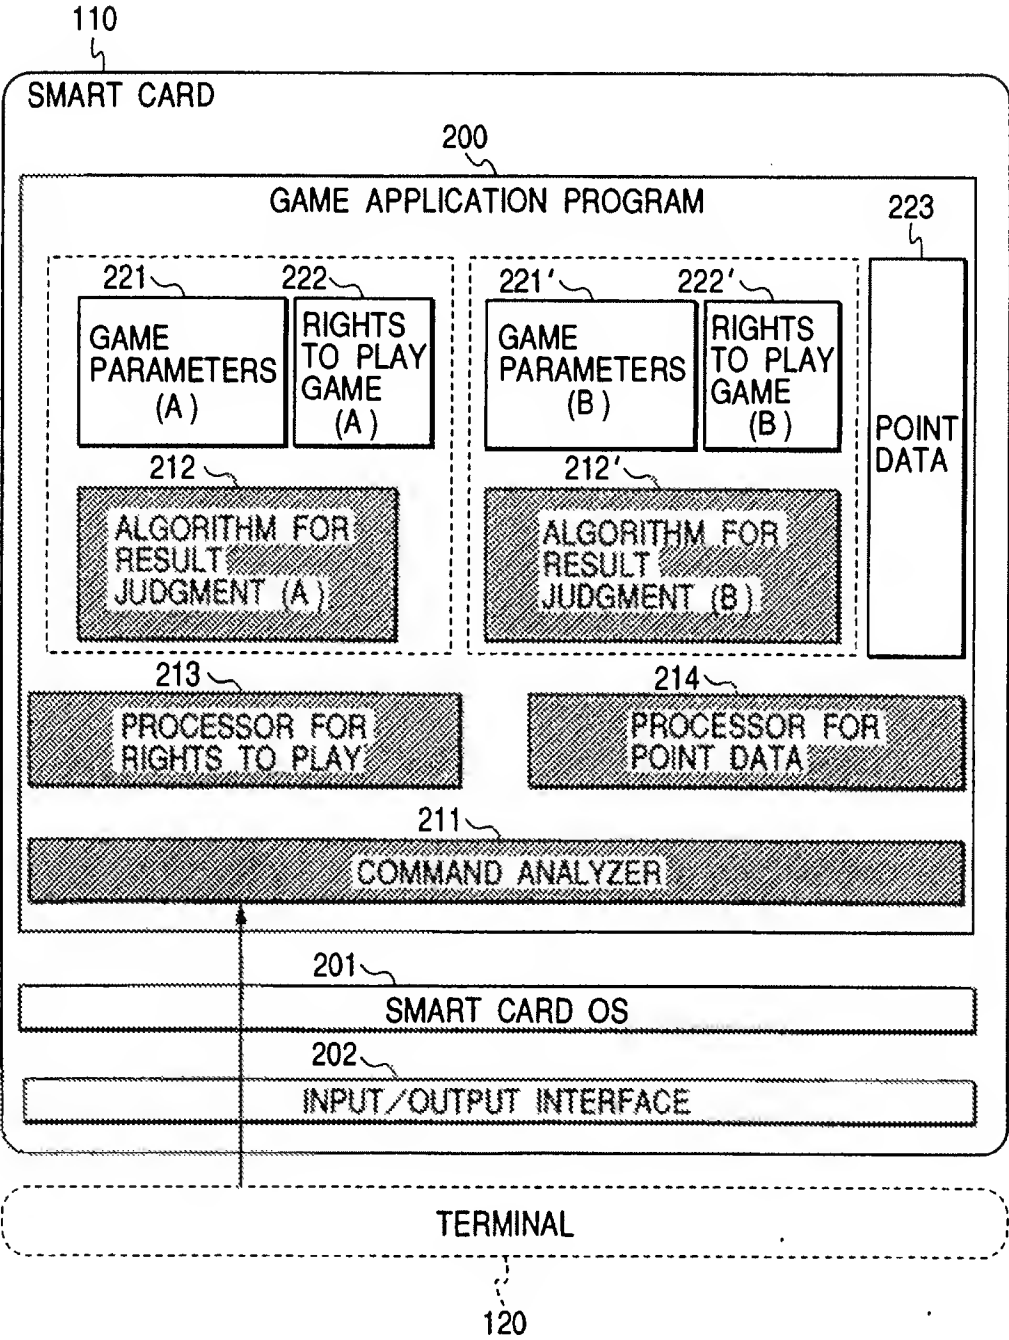 110
SMART CARD
200
GAME APPLICATION PROGRAM
223
221
222
221'
222'
GAME
PARAMETERS
(A)
RIGHTS
TO PLAY
GAME
(A)
GAME
PARAMETERS
(B)
RIGHTS
TO PLAY
GAME
(B)
POINT
DATA
212
212'
ALGORITHM FOR
RESULT
JUDGMENT (A)
ALGORITHM FOR
RESULT
JUDGMENT (B)
213
214
PROCESSOR FOR
RIGHTS TO PLAY
PROCESSOR FOR
POINT DATA
211
COMMAND ANALYZER
201
SMART CARD OS
202
INPUT/OUTPUT INTERFACE
TERMINAL
120